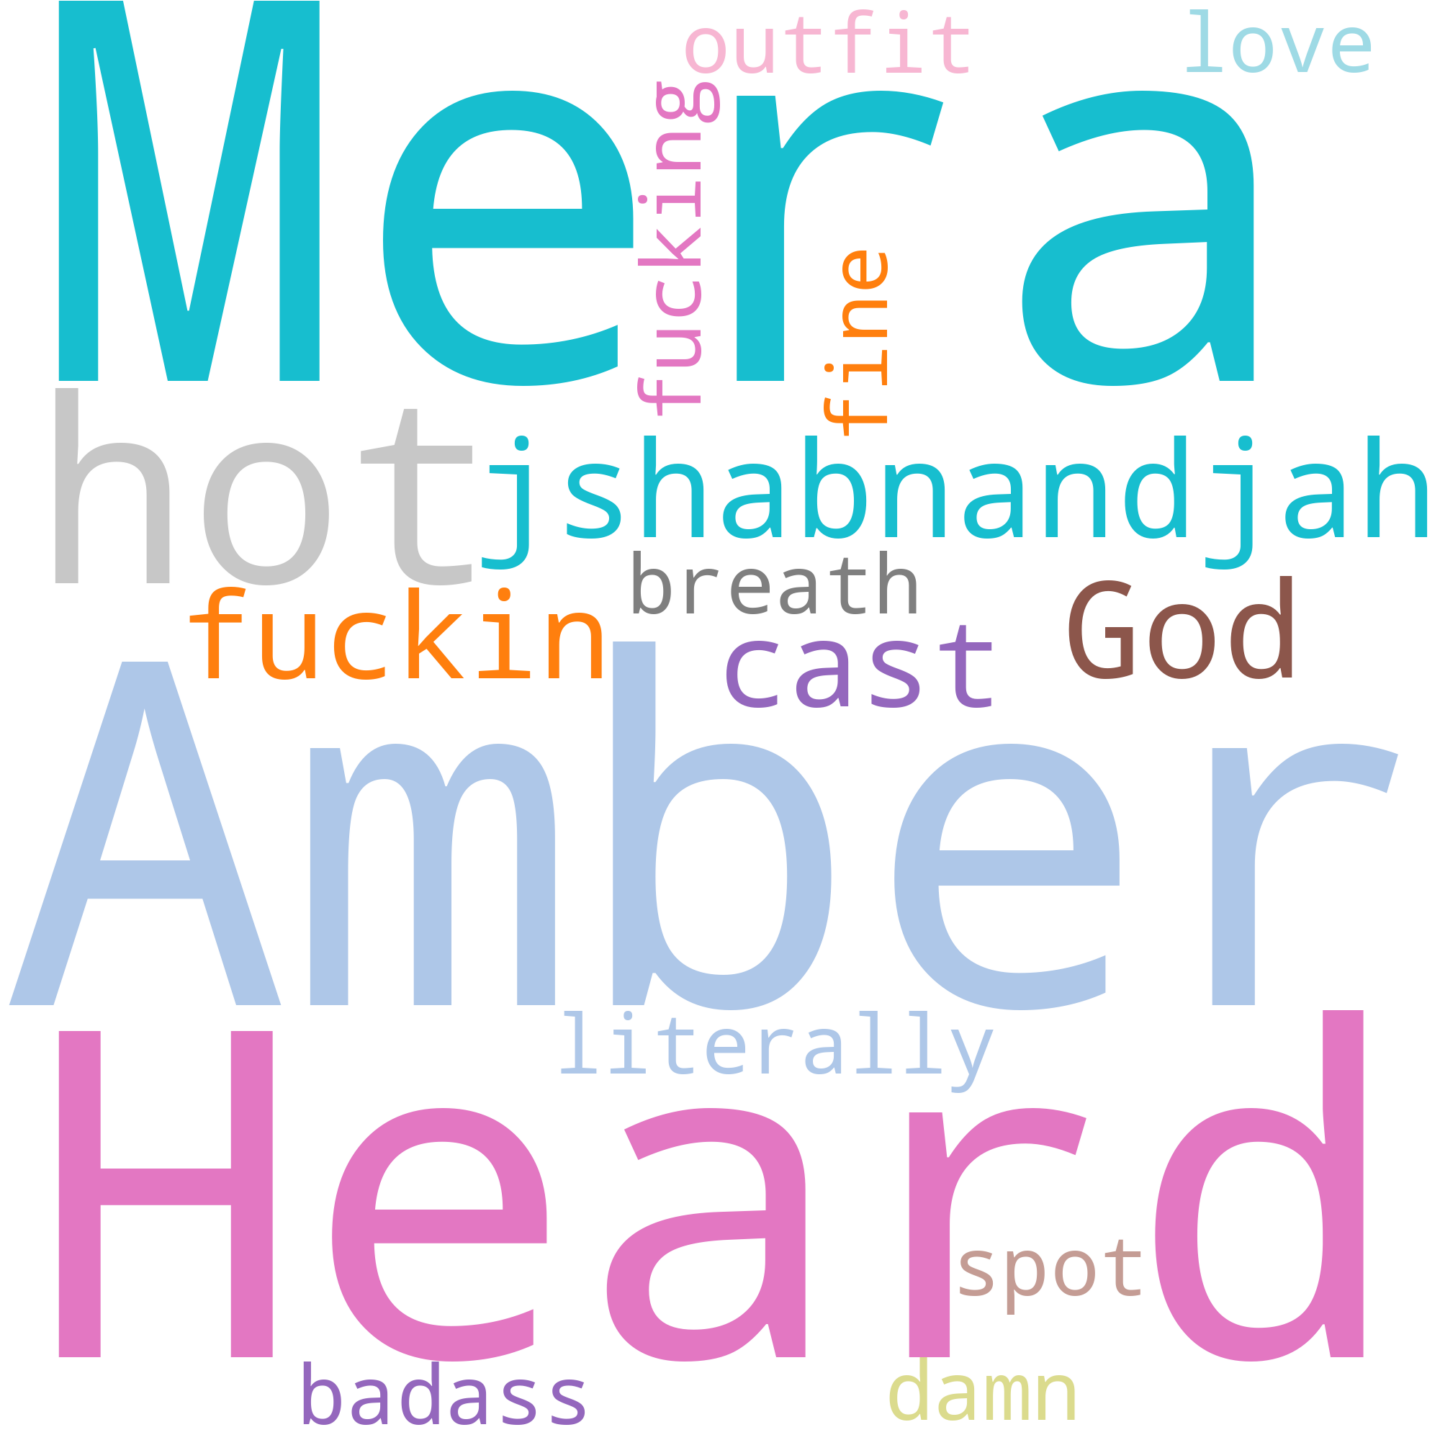 outfit
love
Mera
fucking
fine
hot
jshabnandjah
breath
God
fuckin
cast
Amber
literally
Heard
spot
badass
damn